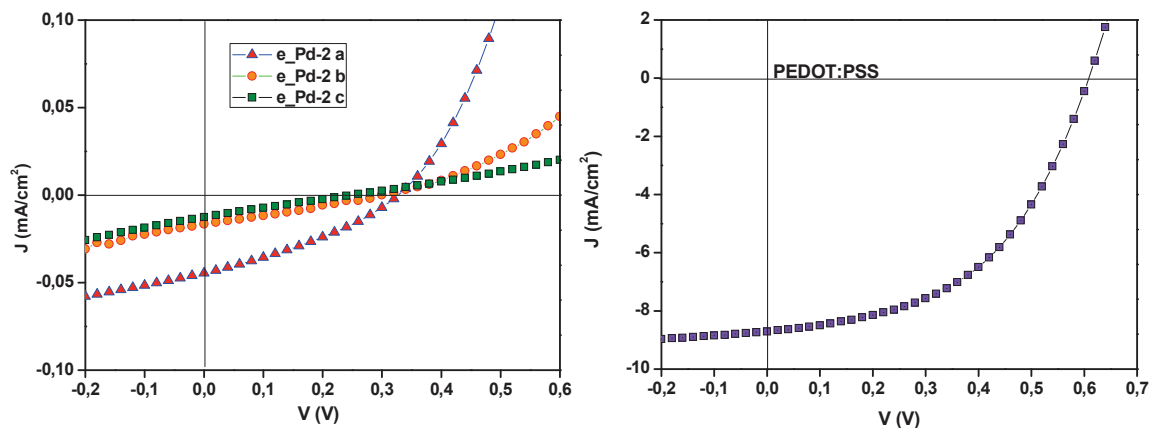 0,10
0,05
0,00
-0,05
-0,10
J (mA/cm²)
e_Pd-2 a
e_Pd-2 b
e_Pd-2 c
-0,2 -0,1 0,0 0,1 0,2 0,3 0,4 0,5 0,6
V (V)
2
0
-2
-4
-6
-8
-10
J (mA/cm²)
PEDOT:PSS
-0,2 -0,1 0,0 0,1 0,2 0,3 0,4 0,5 0,6 0,7
V (V)